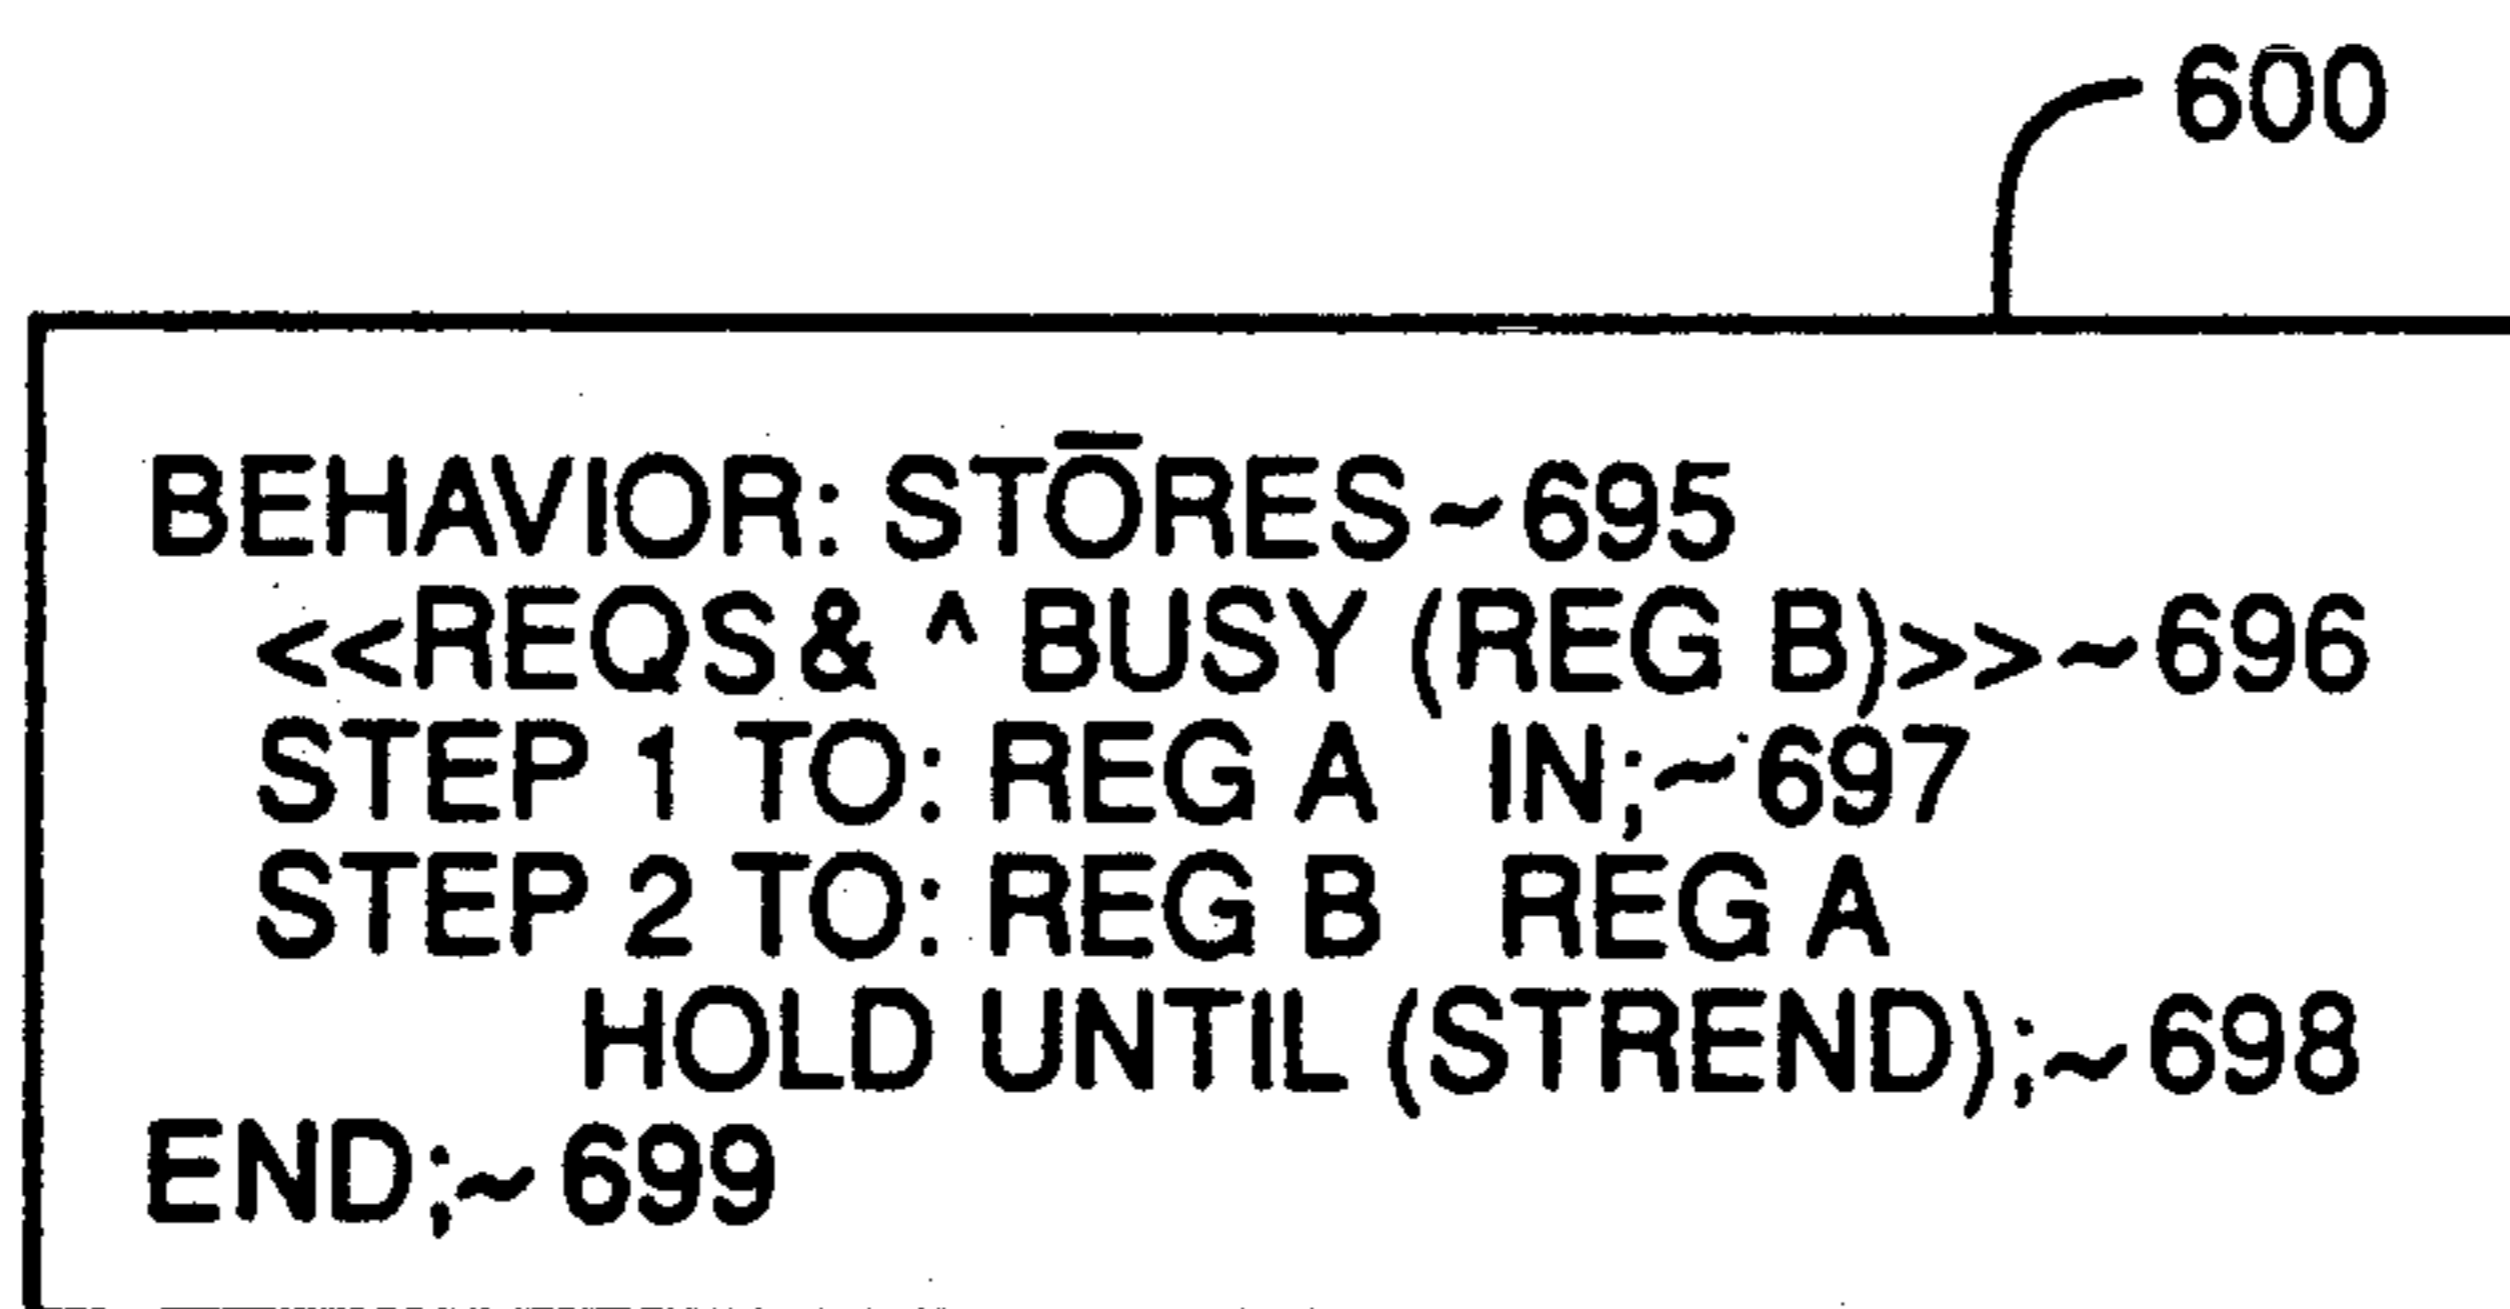 600
BEHAVIOR: STŌRES~695
<<REQS& ^ BUSY (REG B)>>~696
STEP 1 TO: REG A IN;~697
STEP 2 TO: REG B REG A
HOLD UNTIL (STREND);~698
END;~699